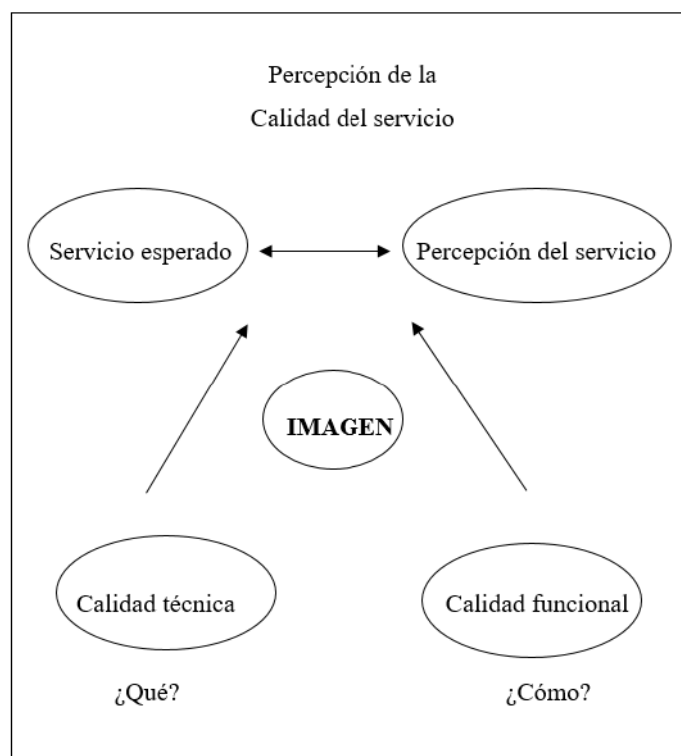 Percepción de la
Calidad del servicio
Servicio esperado
Percepción del servicio
IMAGEN
Calidad técnica
Calidad funcional
¿Qué?
¿Cómo?